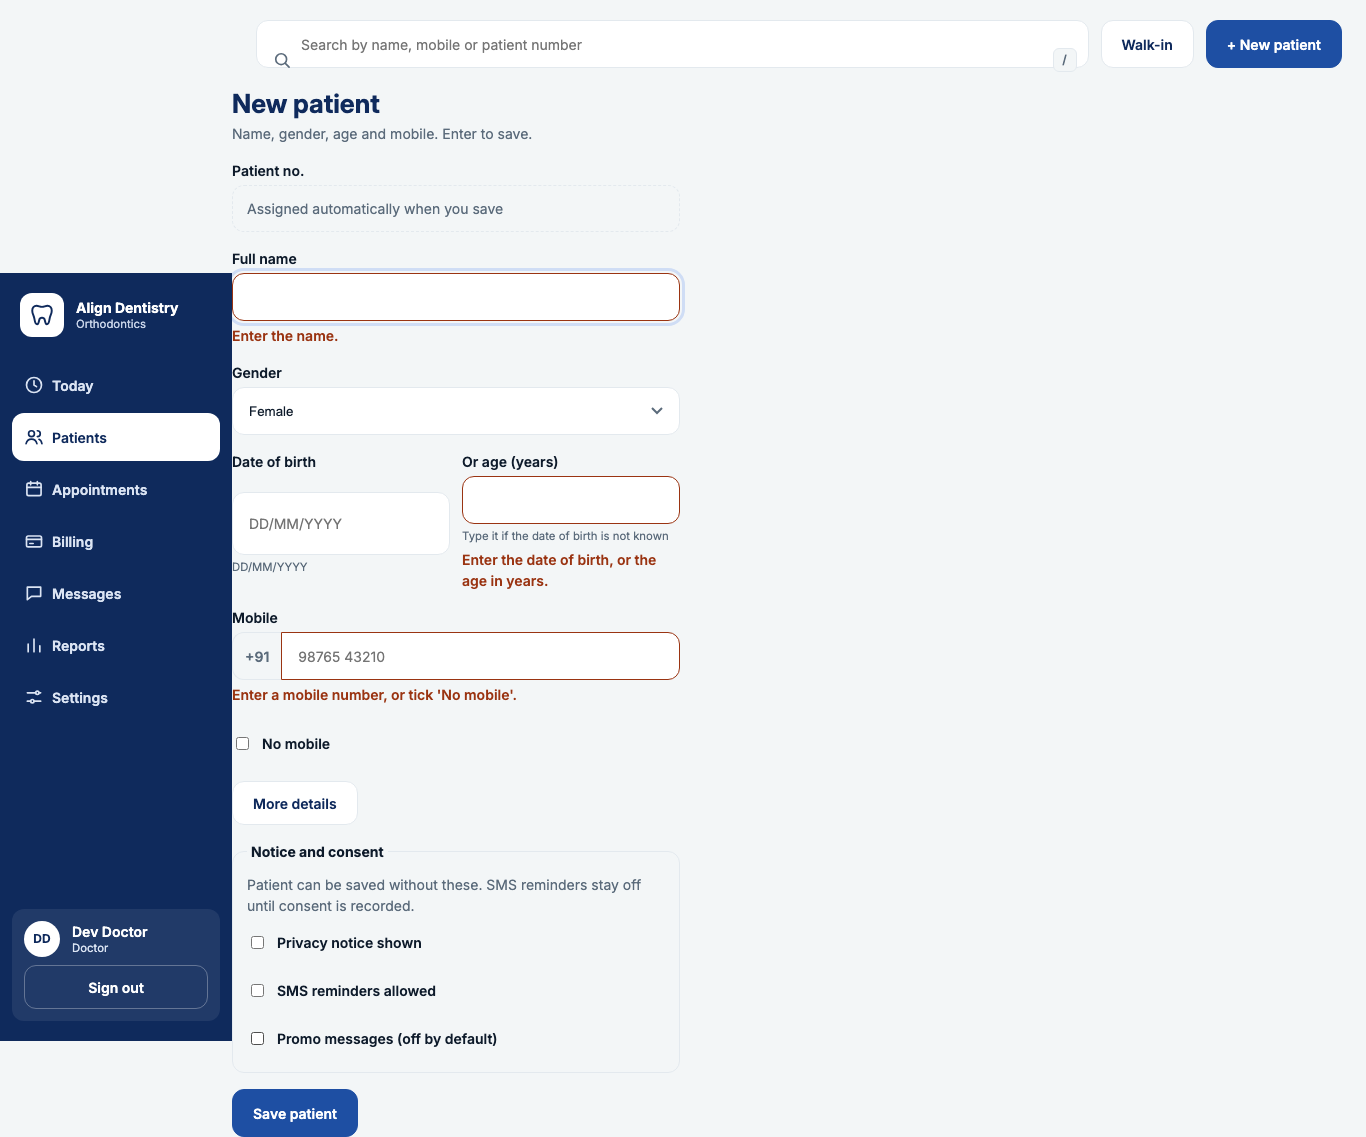 Search by name, mobile or patient number
/
Walk-in
+ New patient
New patient
Name, gender, age and mobile. Enter to save.
Patient no.
Assigned automatically when you save
Full name
Enter the name.
Gender
Female
Date of birth
DD/MM/YYYY
DD/MM/YYYY
Or age (years)
Type it if the date of birth is not known
Enter the date of birth, or the
age in years.
Mobile
+91
98765 43210
Enter a mobile number, or tick 'No mobile'.
No mobile
More details
Notice and consent
Patient can be saved without these. SMS reminders stay off
until consent is recorded.
Privacy notice shown
SMS reminders allowed
Promo messages (off by default)
Save patient
Align Dentistry
Orthodontics
Today
Patients
Appointments
Billing
Messages
Reports
Settings
DD
Dev Doctor
Doctor
Sign out